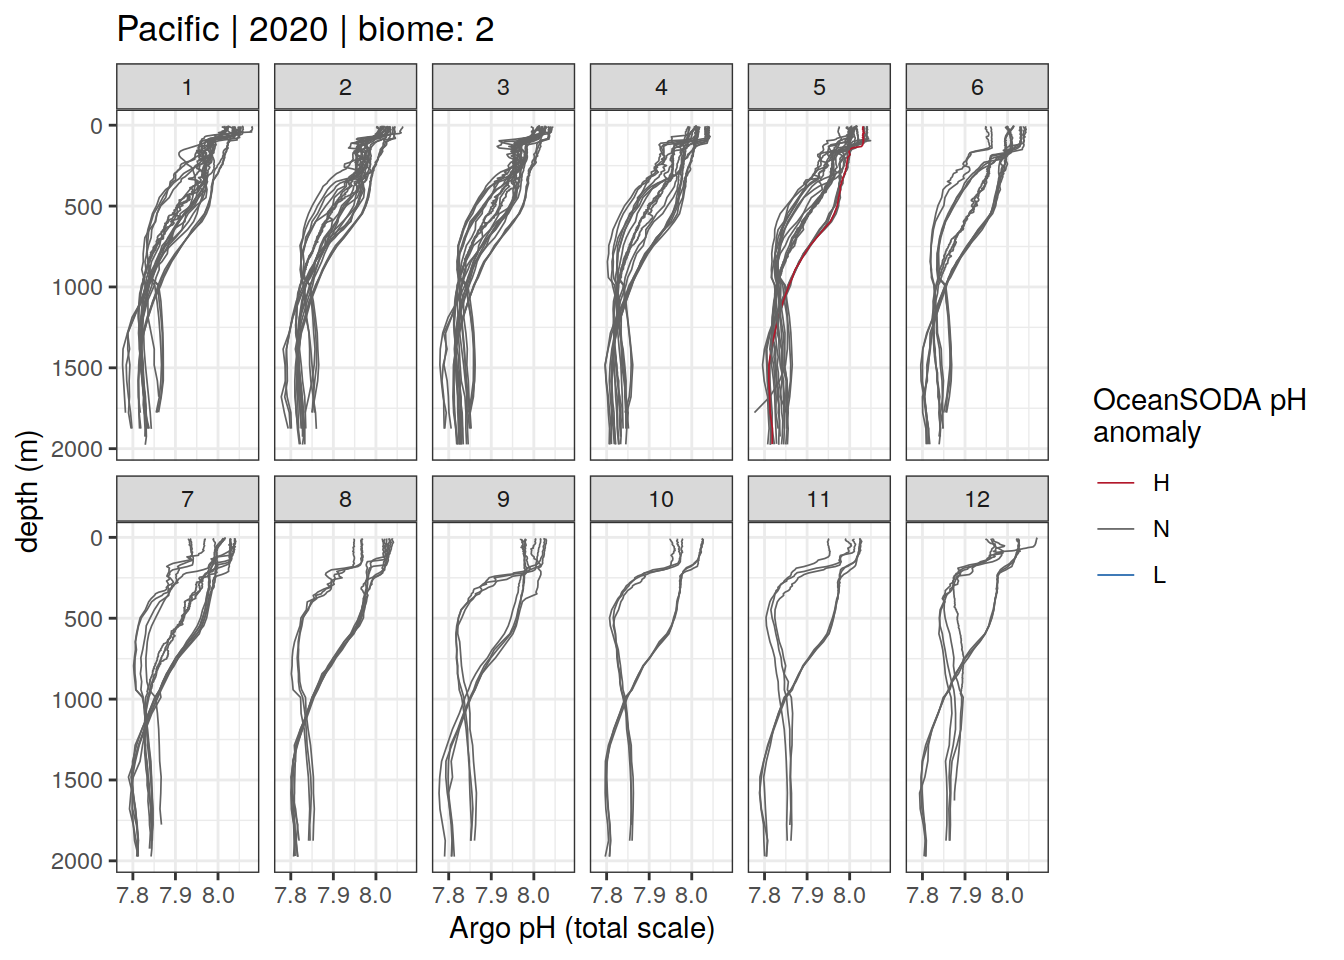 Pacific | 2020 | biome: 2
1 2 3 4 5 6
0
500
1000
1500
2000
7 8 9 10 11 12
0
500
1000
1500
2000
7.8 7.9 8.0 7.8 7.9 8.0 7.8 7.9 8.0 7.8 7.9 8.0 7.8 7.9 8.0 7.8 7.9 8.0
Argo pH (total scale)
depth (m)
OceanSODA pH
anomaly
H
N
L